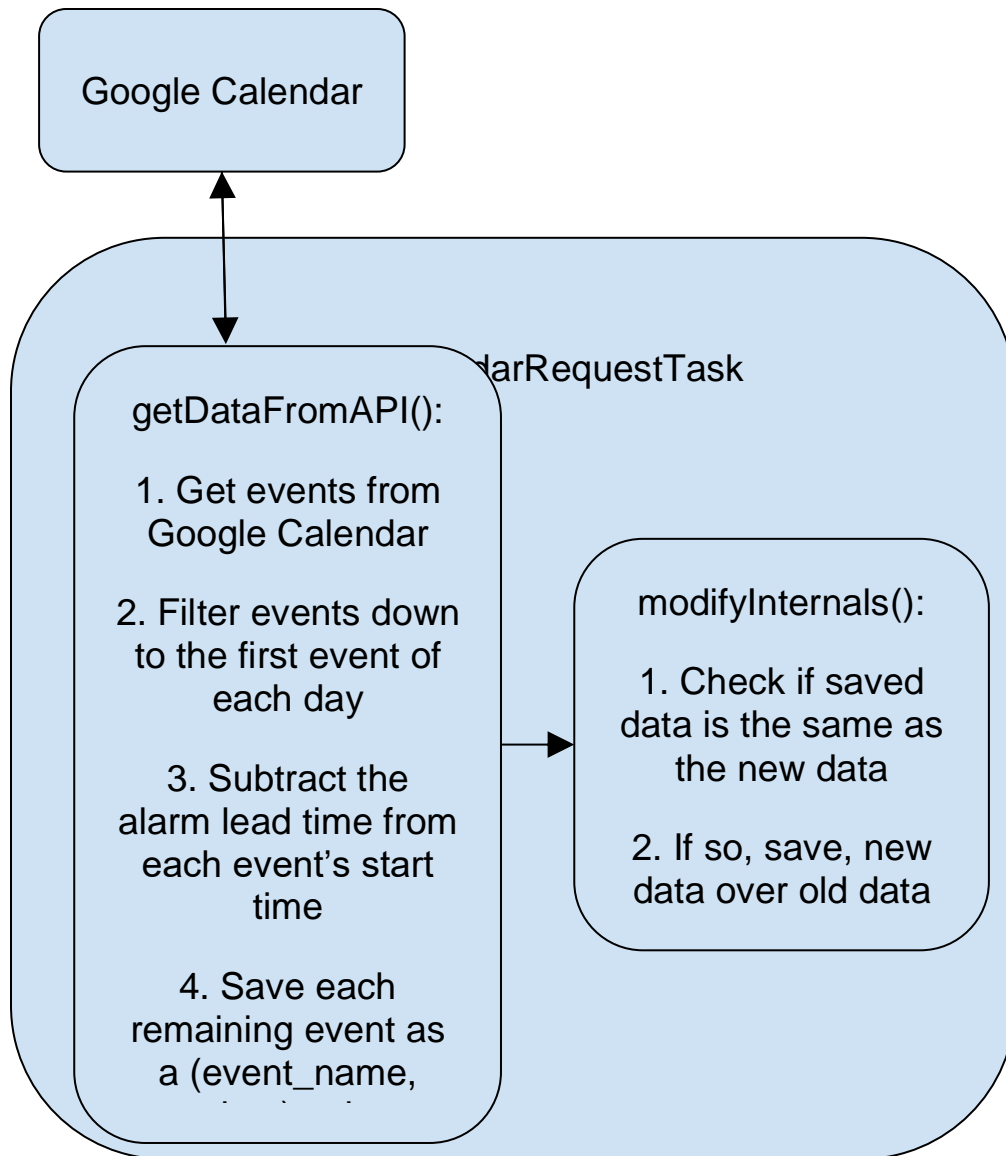 Google Calendar
darRequestTask
getDataFromAPI():
1. Get events from
Google Calendar
2. Filter events down
to the first event of
each day
3. Subtract the
alarm lead time from
each event’s start
time
4. Save each
remaining event as
a (event_name,
modifyInternals():
1. Check if saved
data is the same as
the new data
2. If so, save, new
data over old data